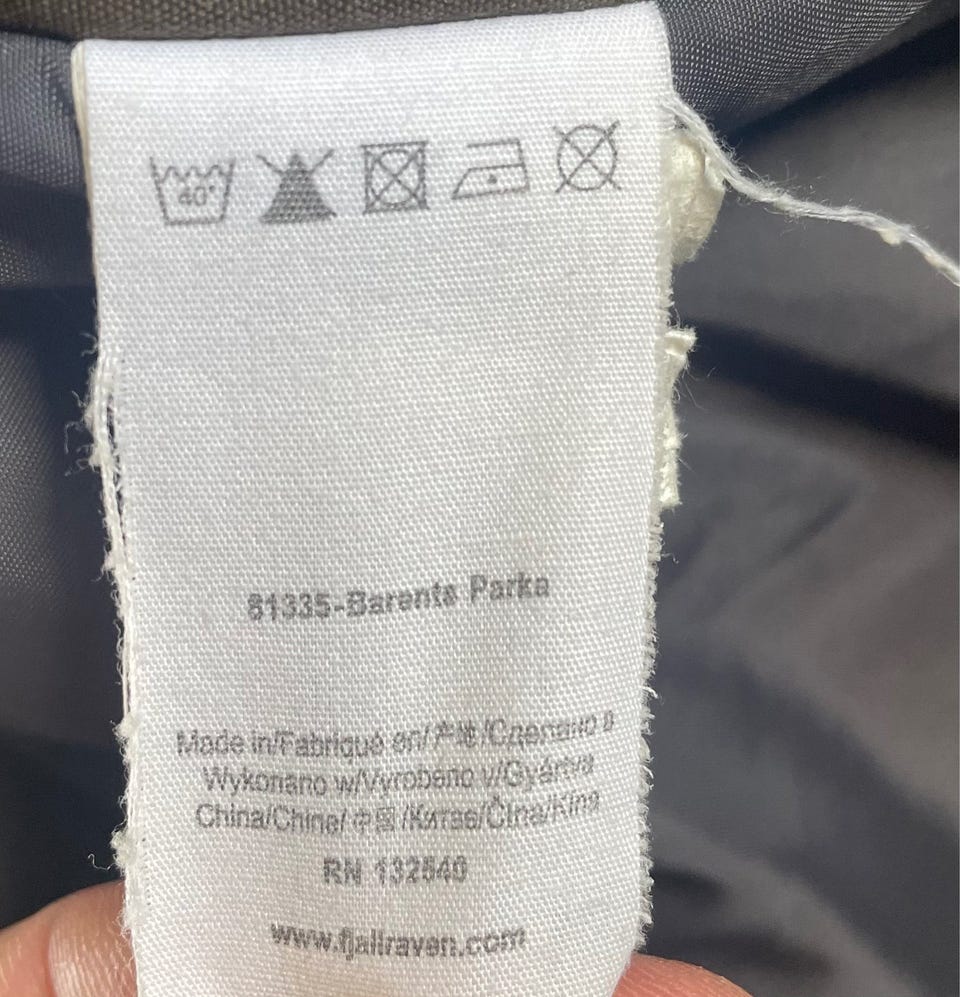 40°
81335-Barents Parka
Made in/Fabriqué en/产地/Сделано в
Wykonano w/Vyrobeno v/Gyártva
China/Chine/中国/Китае/Čína/Kína
RN 132540
www.fjallraven.com